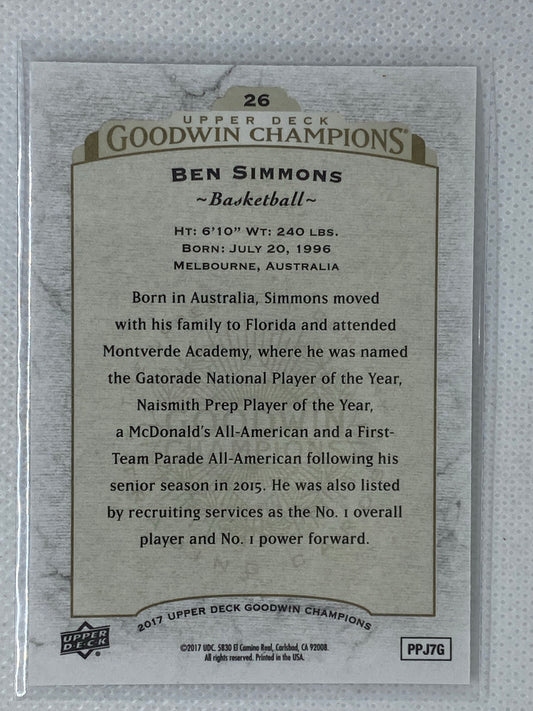 26
UPPER DECK
GOODWIN CHAMPIONS®
BEN SIMMONS
~Basketball~
HT: 6'10" WT: 240 LBS.
BORN: JULY 20, 1996
MELBOURNE, AUSTRALIA
Born in Australia, Simmons moved
with his family to Florida and attended
Montverde Academy, where he was named
the Gatorade National Player of the Year,
Naismith Prep Player of the Year,
a McDonald's All-American and a First-
Team Parade All-American following his
senior season in 2015. He was also listed
by recruiting services as the No. 1 overall
player and No. 1 power forward.
2017 UPPER DECK GOODWIN CHAMPIONS
UPPER
DECK®
©2017 UDC. 5830 El Camino Real, Carlsbad, CA 92008.
All rights reserved. Printed in the USA.
PPJ7G